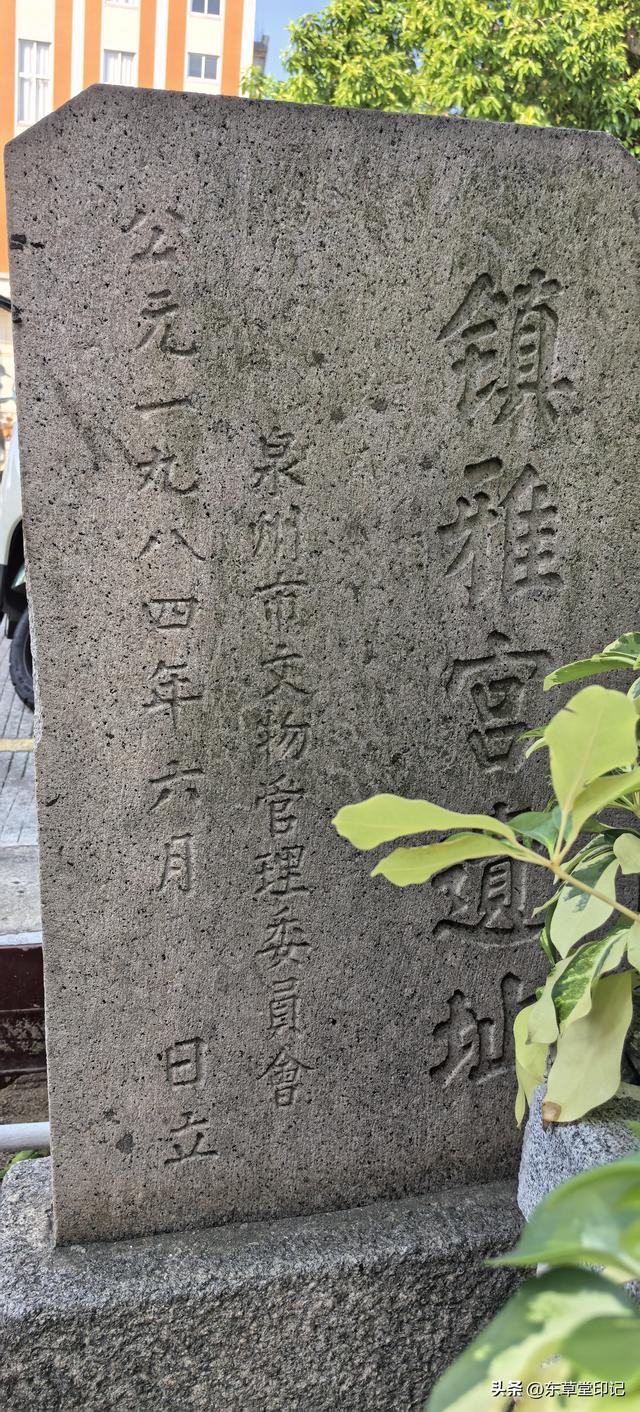 鎮雅宮遺址
泉州市文物管理委員會
公元一九八四年六月 日立
头条 @东草堂印记